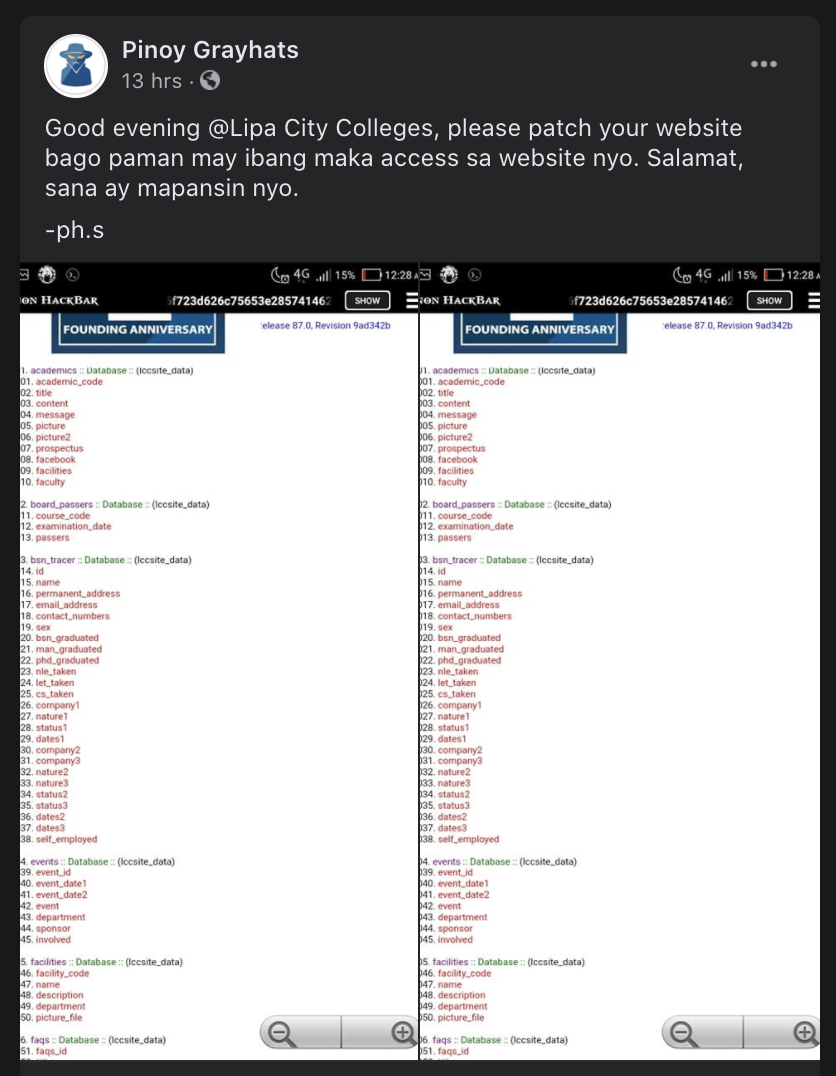 Pinoy Grayhats
13 hrs ·
Good evening @Lipa City Colleges, please patch your website
bago paman may ibang maka access sa website nyo. Salamat,
sana ay mapansin nyo.
-ph.s
4G 15% 12:28
ON HACKBAR
5f723d626c75653e285741462
SHOW
FOUNDING ANNIVERSARY
elease 87.0, Revision 9ad342b
1. academics :: Database :: (lccsite_data)
01. academic_code
02. title
03. content
04. message
05. picture
06. picture2
07. prospectus
08. facebook
09. facilities
10. faculty
2. board_passers :: Database :: (lccsite_data)
11. course_code
12. examination_date
13. passers
3. bsn_tracer :: Database :: (lccsite_data)
14. id
15. name
16. permanent_address
17. email_address
18. contact_numbers
19. sex
20. bsn_graduated
21. man_graduated
22. phd_graduated
23. nle_taken
24. let_taken
25. cs_taken
26. company1
27. nature1
28. status1
29. dates1
30. company2
31. company3
32. nature2
33. nature3
34. status2
35. status3
36. dates2
37. dates3
38. self_employed
4. events :: Database :: (lccsite_data)
39. event_id
40. event_date1
41. event_date2
42. event
43. department
44. sponsor
45. involved
5. facilities :: Database :: (lccsite_data)
46. facility_code
47. name
48. description
49. department
50. picture_file
6. faqs :: Database :: (lccsite_data)
51. faqs_id
4G 15% 12:28
ON HACKBAR
5f723d626c75653e285741462
SHOW
FOUNDING ANNIVERSARY
elease 87.0, Revision 9ad342b
01. academics :: Database :: (lccsite_data)
001. academic_code
002. title
003. content
004. message
005. picture
006. picture2
007. prospectus
008. facebook
009. facilities
010. faculty
02. board_passers :: Database :: (lccsite_data)
011. course_code
012. examination_date
013. passers
03. bsn_tracer :: Database :: (lccsite_data)
014. id
015. name
016. permanent_address
017. email_address
018. contact_numbers
019. sex
020. bsn_graduated
021. man_graduated
022. phd_graduated
023. nle_taken
024. let_taken
025. cs_taken
026. company1
027. nature1
028. status1
029. dates1
030. company2
031. company3
032. nature2
033. nature3
034. status2
035. status3
036. dates2
037. dates3
038. self_employed
04. events :: Database :: (lccsite_data)
039. event_id
040. event_date1
041. event_date2
042. event
043. department
044. sponsor
045. involved
05. facilities :: Database :: (lccsite_data)
046. facility_code
047. name
048. description
049. department
050. picture_file
06. faqs :: Database :: (lccsite_data)
051. faqs_id